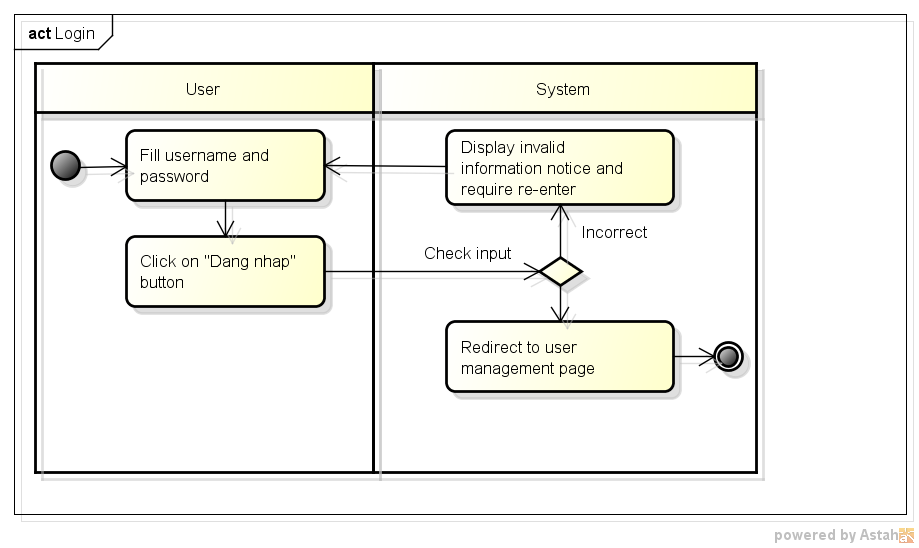 act Login
User
System
Fill username and
password
Display invalid
information notice and
require re-enter
Incorrect
Click on "Dang nhap"
button
Check input
Redirect to user
management page
powered by Astah